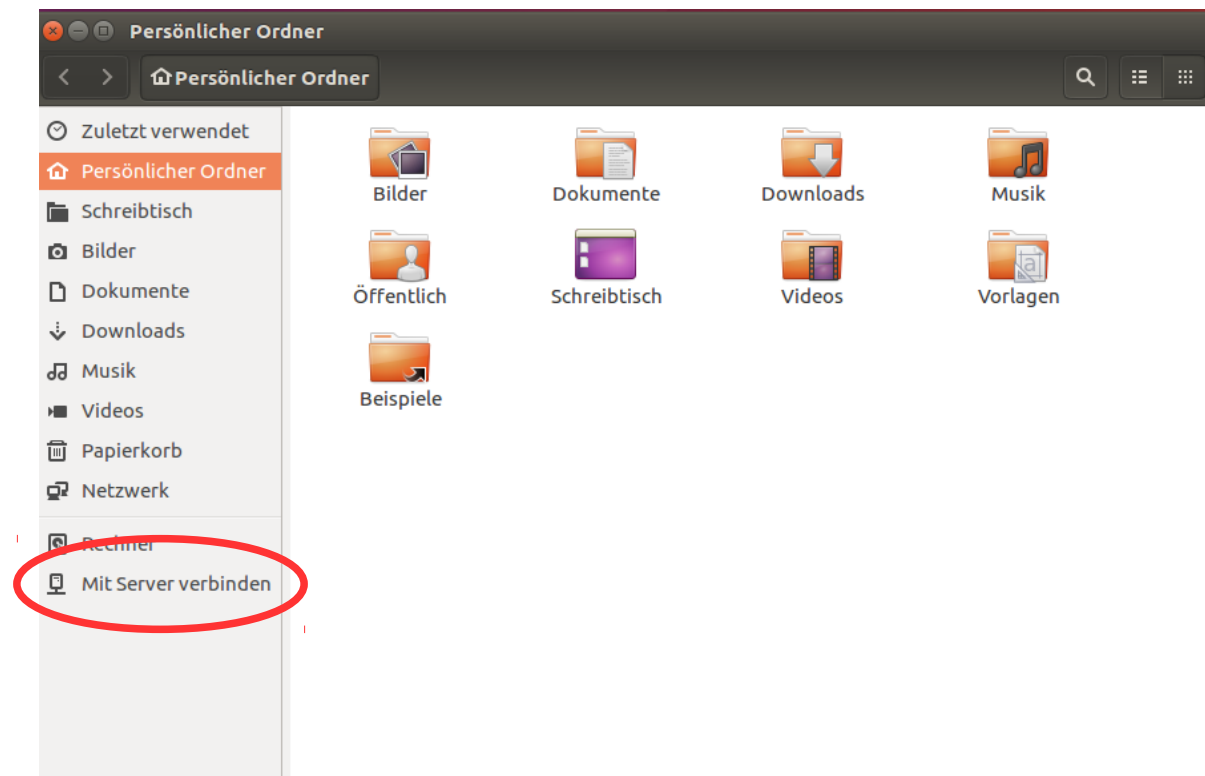 Persönlicher Ordner
Persönlicher Ordner
Zuletzt verwendet
Persönlicher Ordner
Schreibtisch
Bilder
Dokumente
Downloads
Musik
Videos
Papierkorb
Netzwerk
Rechner
Mit Server verbinden
Bilder Dokumente Downloads Musik
Öffentlich Schreibtisch Videos Vorlagen
Beispiele